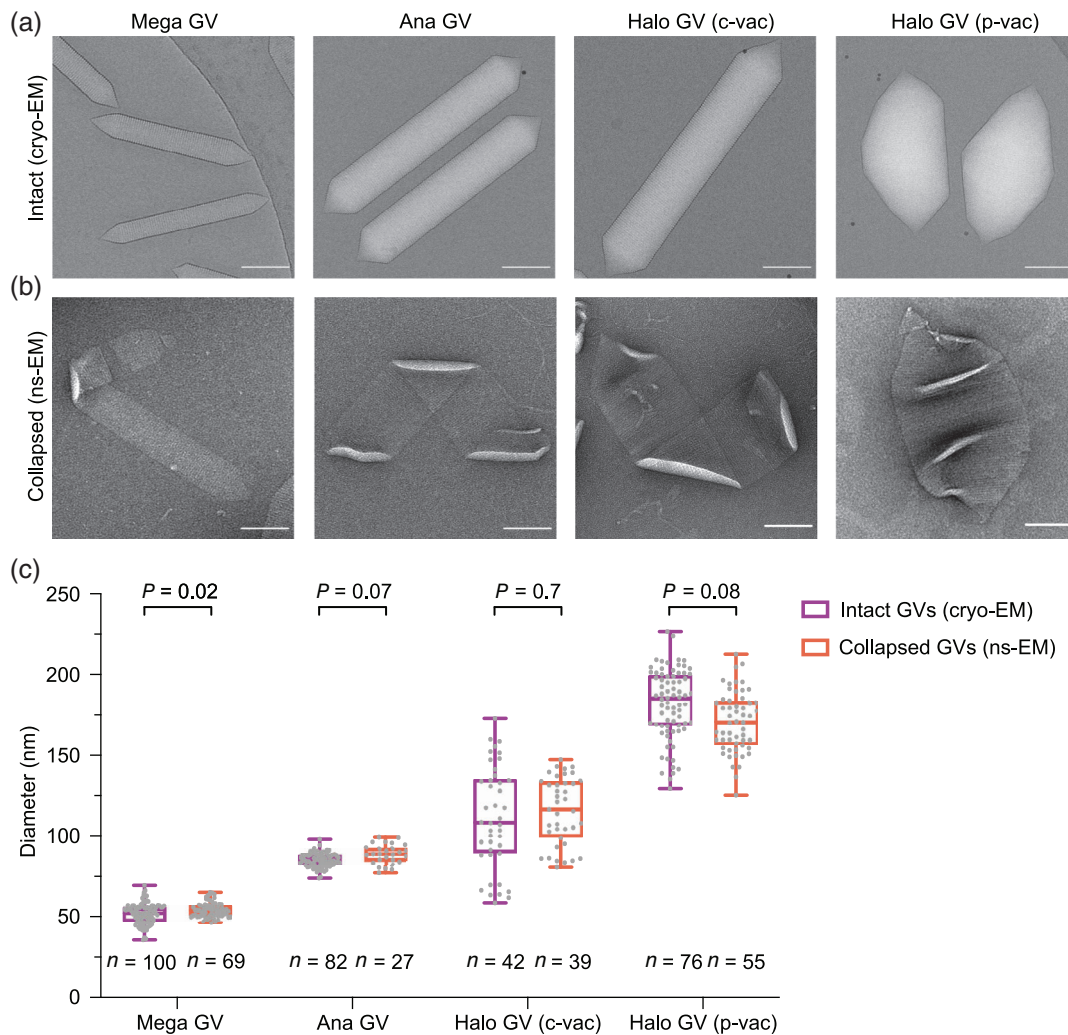 (a)
Mega GV
Ana GV
Halo GV (c-vac)
Halo GV (p-vac)
Intact (cryo-EM)
(b)
Collapsed (ns-EM)
(c)
Diameter (nm)
250
200
150
100
50
0
P = 0.02
P = 0.07
P = 0.7
P = 0.08
Intact GVs (cryo-EM)
Collapsed GVs (ns-EM)
n = 100
n = 69
n = 82
n = 27
n = 42
n = 39
n = 76
n = 55
Mega GV
Ana GV
Halo GV (c-vac)
Halo GV (p-vac)